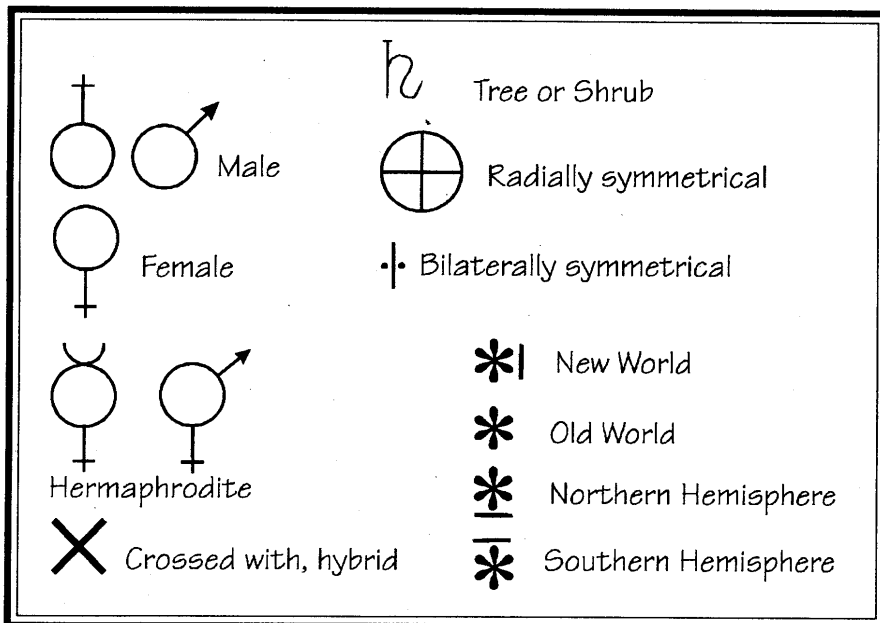 Male
Female
Hermaphrodite
Crossed with, hybrid
Tree or Shrub
Radially symmetrical
Bilaterally symmetrical
New World
Old World
Northern Hemisphere
Southern Hemisphere